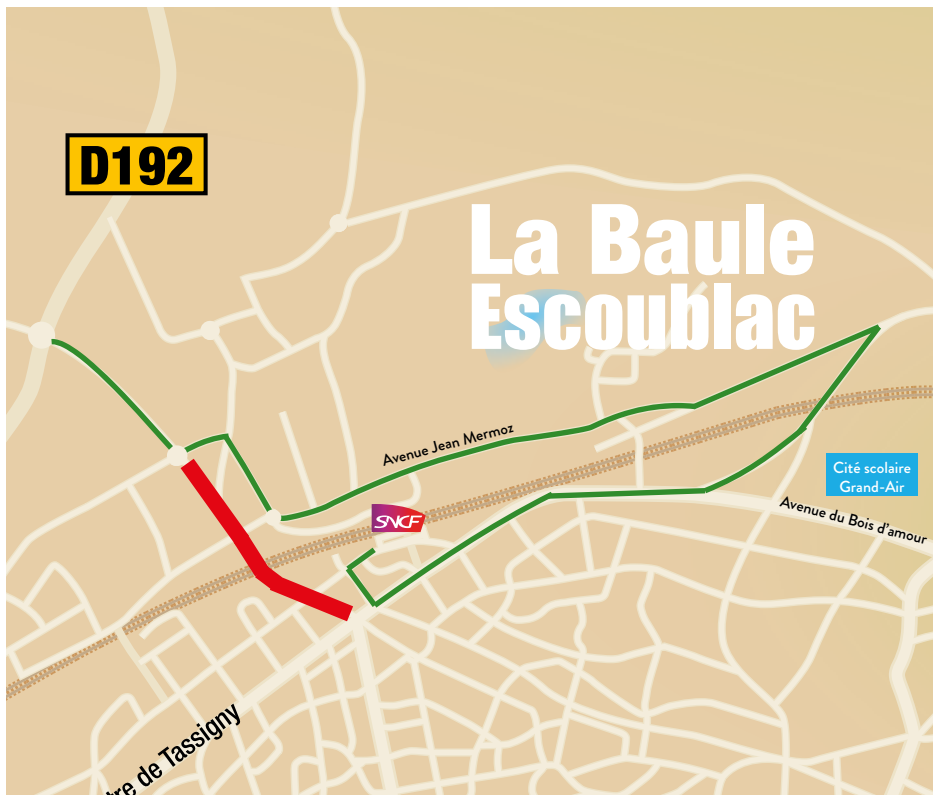 D192
La Baule
Escoublac
Avenue Jean Mermoz
Cité scolaire
Grand-Air
SNCF
Avenue du Bois d'amour
tre de Tassigny